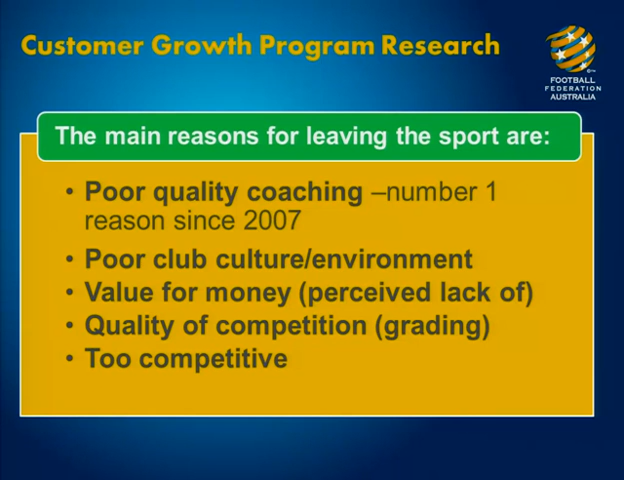 Customer Growth Program Research
FOOTBALL
FEDERATION
AUSTRALIA
The main reasons for leaving the sport are:
• Poor quality coaching –number 1
reason since 2007
• Poor club culture/environment
• Value for money (perceived lack of)
• Quality of competition (grading)
• Too competitive